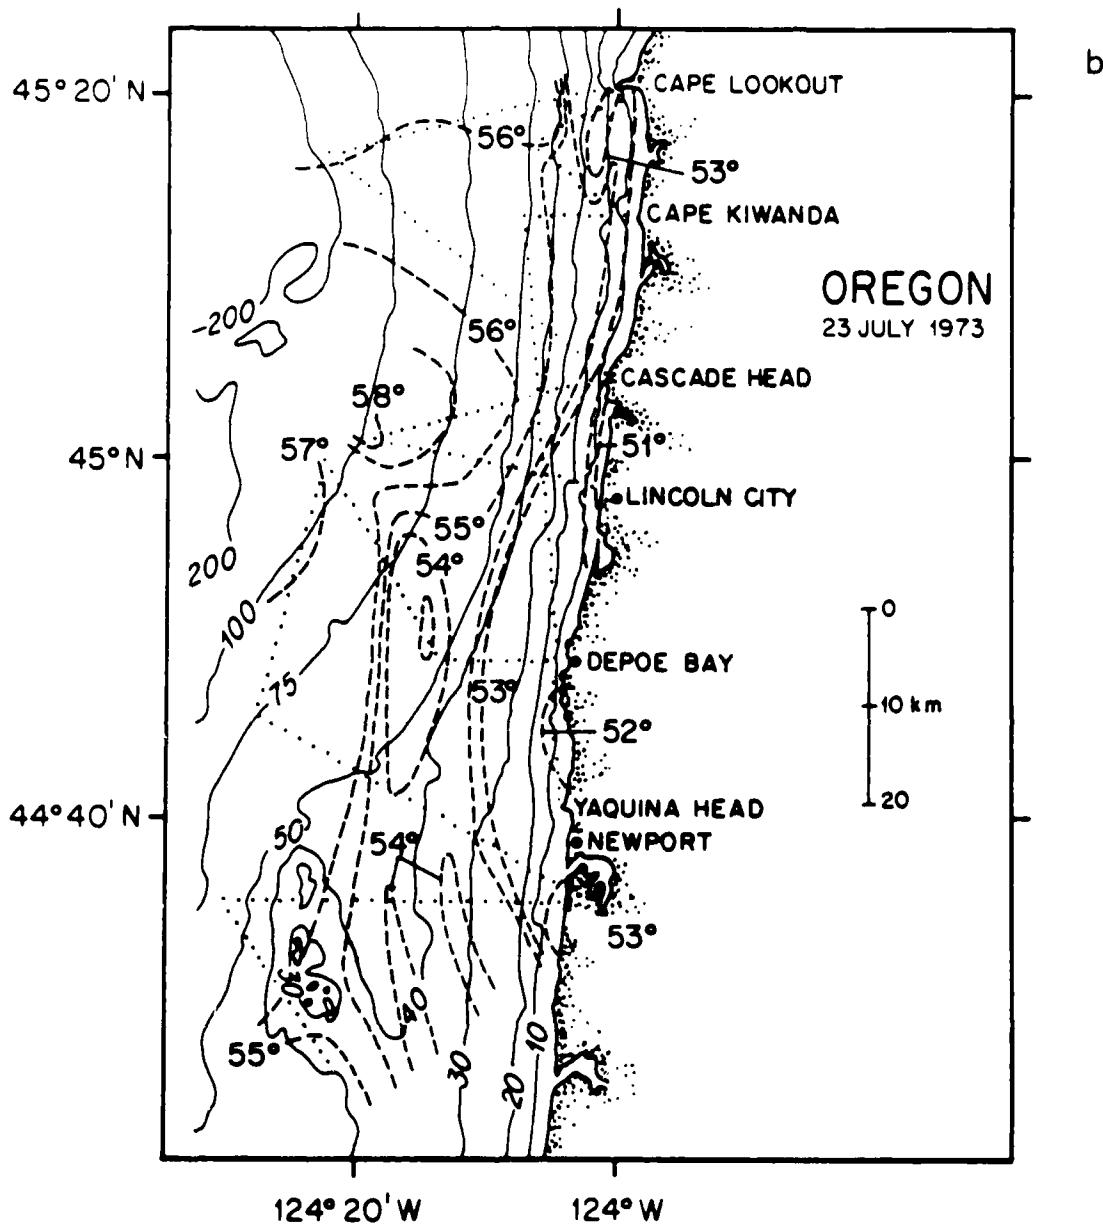 b
45° 20' N
CAPE LOOKOUT
56°
53°
CAPE KIWANDA
OREGON
23 JULY 1973
-200
56°
CASCADE HEAD
58°
57°
51°
45° N
LINCOLN CITY
55°
54°
200
100
0
DEPOE BAY
75
53°
10 km
52°
20
44° 40' N
YAQUINA HEAD
50
NEWPORT
54°
53°
30
40
10
55°
30
20
124° 20' W
124° W